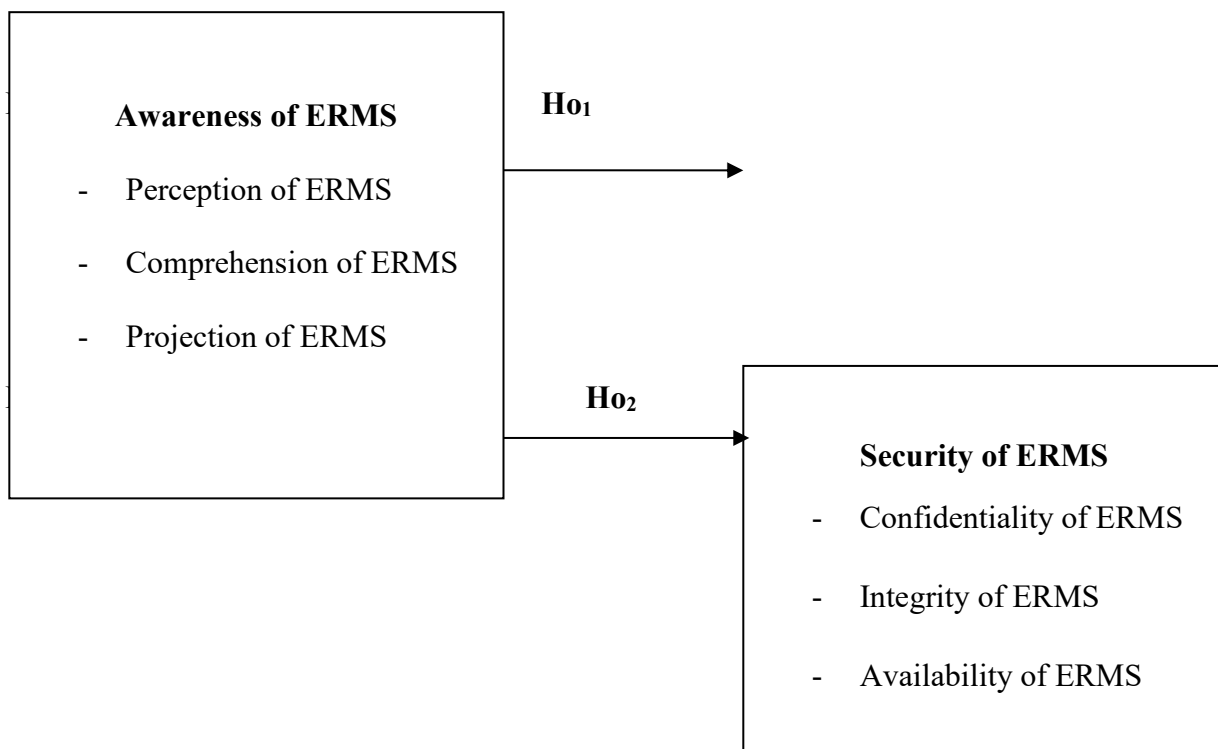 Awareness of ERMS
Ho₁
- Perception of ERMS
- Comprehension of ERMS
- Projection of ERMS
Ho₂
Security of ERMS
- Confidentiality of ERMS
- Integrity of ERMS
- Availability of ERMS